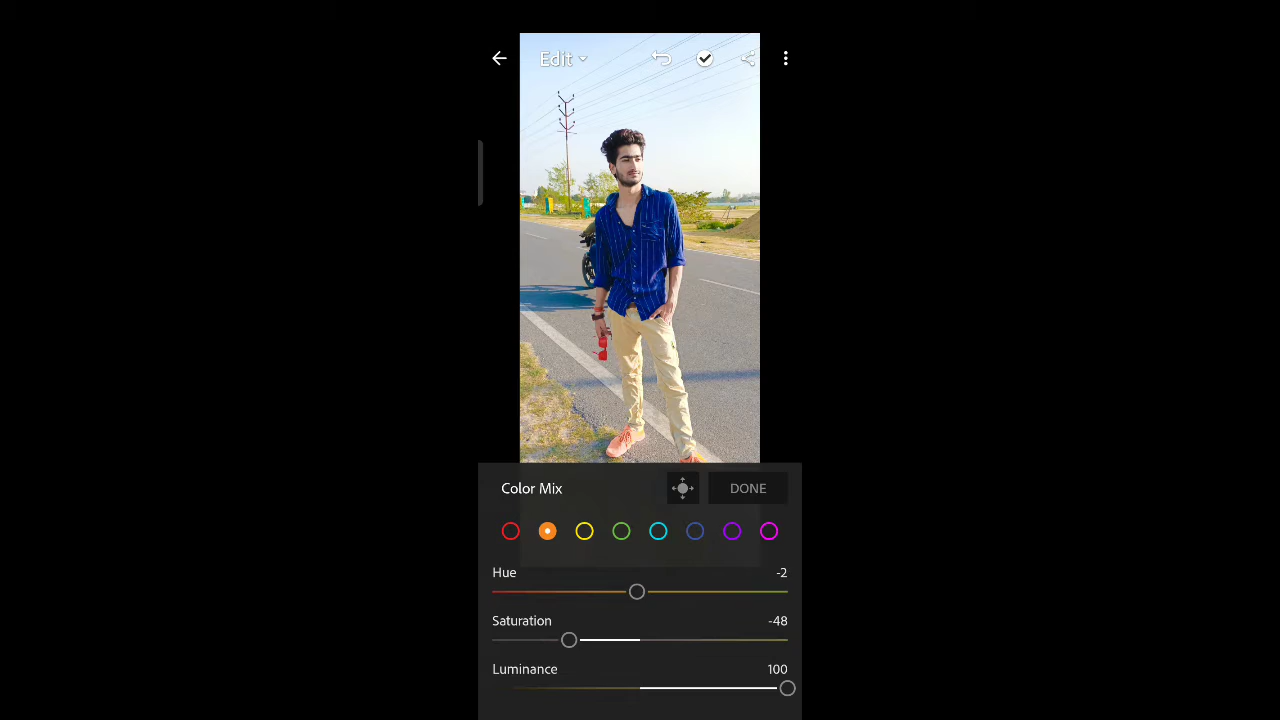 Edit
Color Mix
DONE
Hue -2
Saturation -48
Luminance 100